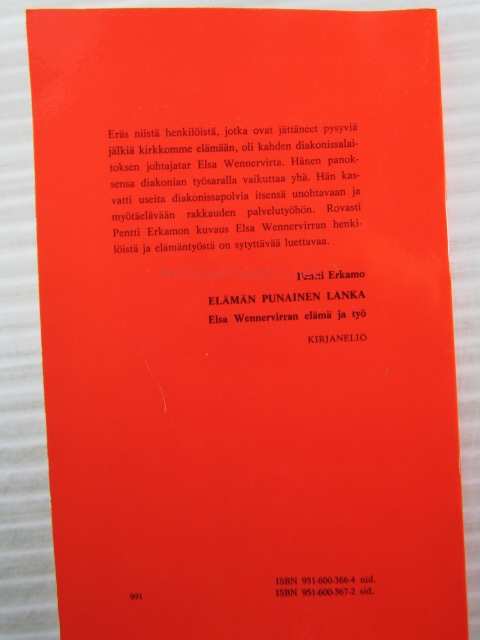 Eräs niistä henkilöistä, jotka ovat jättäneet pysyviä
jälkiä kirkkomme elämään, oli kahden diakonissalai-
toksen johtajatar Elsa Wennervirta. Hänen panok-
sensa diakonian työsaralla vaikuttaa yhä. Hän kas-
vatti useita diakonissapolvia itsensä unohtavaan ja
myötäelävään rakkauden palvelutyöhön. Rovasti
Pentti Erkamon kuvaus Elsa Wennervirran henki-
löistä ja elämäntyöstä on sytyttävää luettavaa.
Pentti Erkamo
ELÄMÄN PUNAINEN LANKA
Elsa Wennervirran elämä ja työ
KIRJANELIÖ
ISBN 951-600-366-4 nid.
991 ISBN 951-600-367-2 sid.